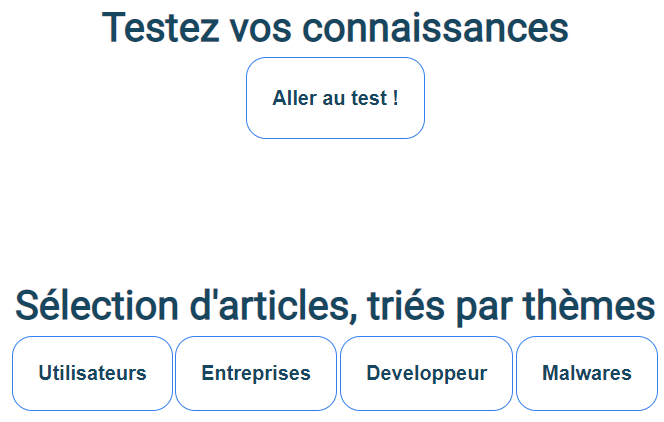 Testez vos connaissances
Aller au test !
Sélection d'articles, triés par thèmes
Utilisateurs Entreprises Developpeur Malwares